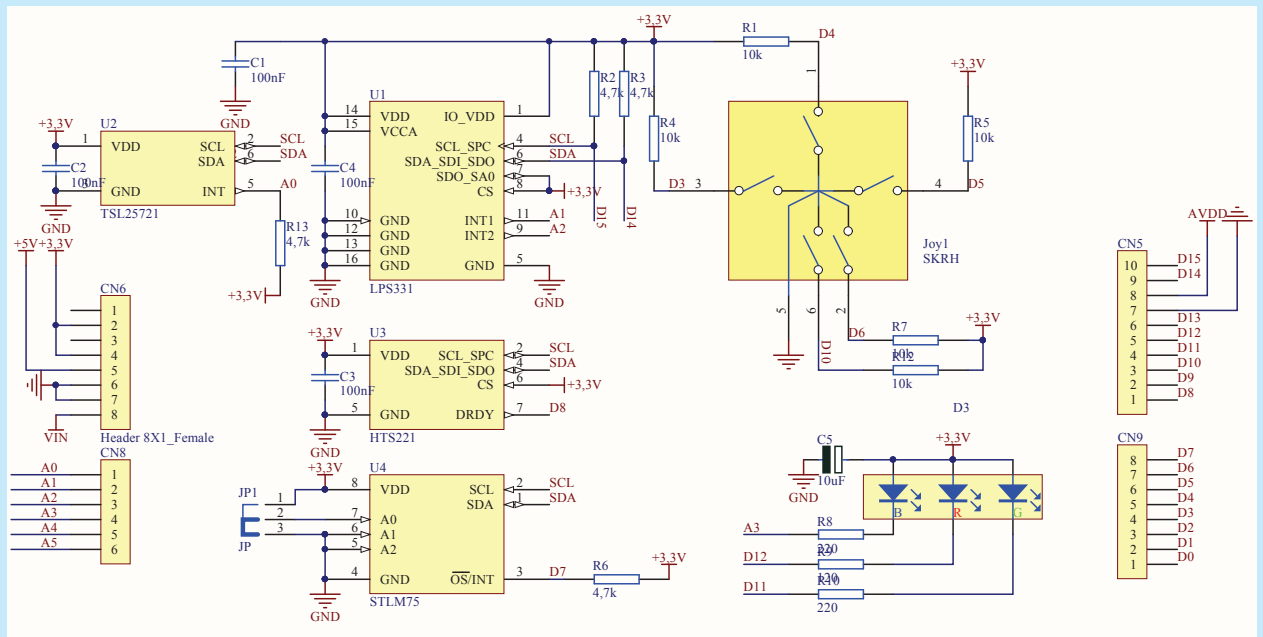 +3,3V
R1
10k
D4
1
C1
100nF
GND
U2
+3,3V
1 VDD
SCL 2 SCL
SDA 6 SDA
C2
100nF
GND
INT 5 A0
TSL25721
GND
R13
4,7k
+3,3V
U1
14 VDD
15 VCCA
IO_VDD 1
SCL_SPC 4 SCL
SDA_SDI_SDO 6 SDA
SDO_SA0 7
CS 8 +3,3V
C4
100nF
10 GND
12 GND
13 GND
16 GND
INT1 11 A1
INT2 9 A2
GND 5
LPS331
GND
GND
R2
4,7k
R3
4,7k
D15
D14
R4
10k
D3 3
4 D5
+3,3V
R5
10k
Joy1
SKRH
5
6
2
D10
D6
R7
10k
+3,3V
R12
10k
+5V
+3,3V
CN6
1
2
3
4
5
6
7
8
VIN
Header 8X1_Female
CN8
A0 1
A1 2
A2 3
A3 4
A4 5
A5 6
U3
+3,3V
1 VDD
SCL_SPC 2 SCL
SDA_SDI_SDO 4 SDA
CS 6 +3,3V
C3
100nF
5 GND
DRDY 7 D8
HTS221
GND
U4
+3,3V
8 VDD
SCL 2 SCL
SDA 1 SDA
JP1
1
2
3
JP
7 A0
6 A1
5 A2
4 GND
OS/INT 3 D7
STLM75
GND
R6
4,7k
+3,3V
D3
C5
10uF
GND
+3,3V
B
R
G
A3
R8
220
D12
R9
120
D11
R10
220
AVDD
CN5
10 D15
9 D14
8
7
6 D13
5 D12
4 D11
3 D10
2 D9
1 D8
CN9
8 D7
7 D6
6 D5
5 D4
4 D3
3 D2
2 D1
1 D0